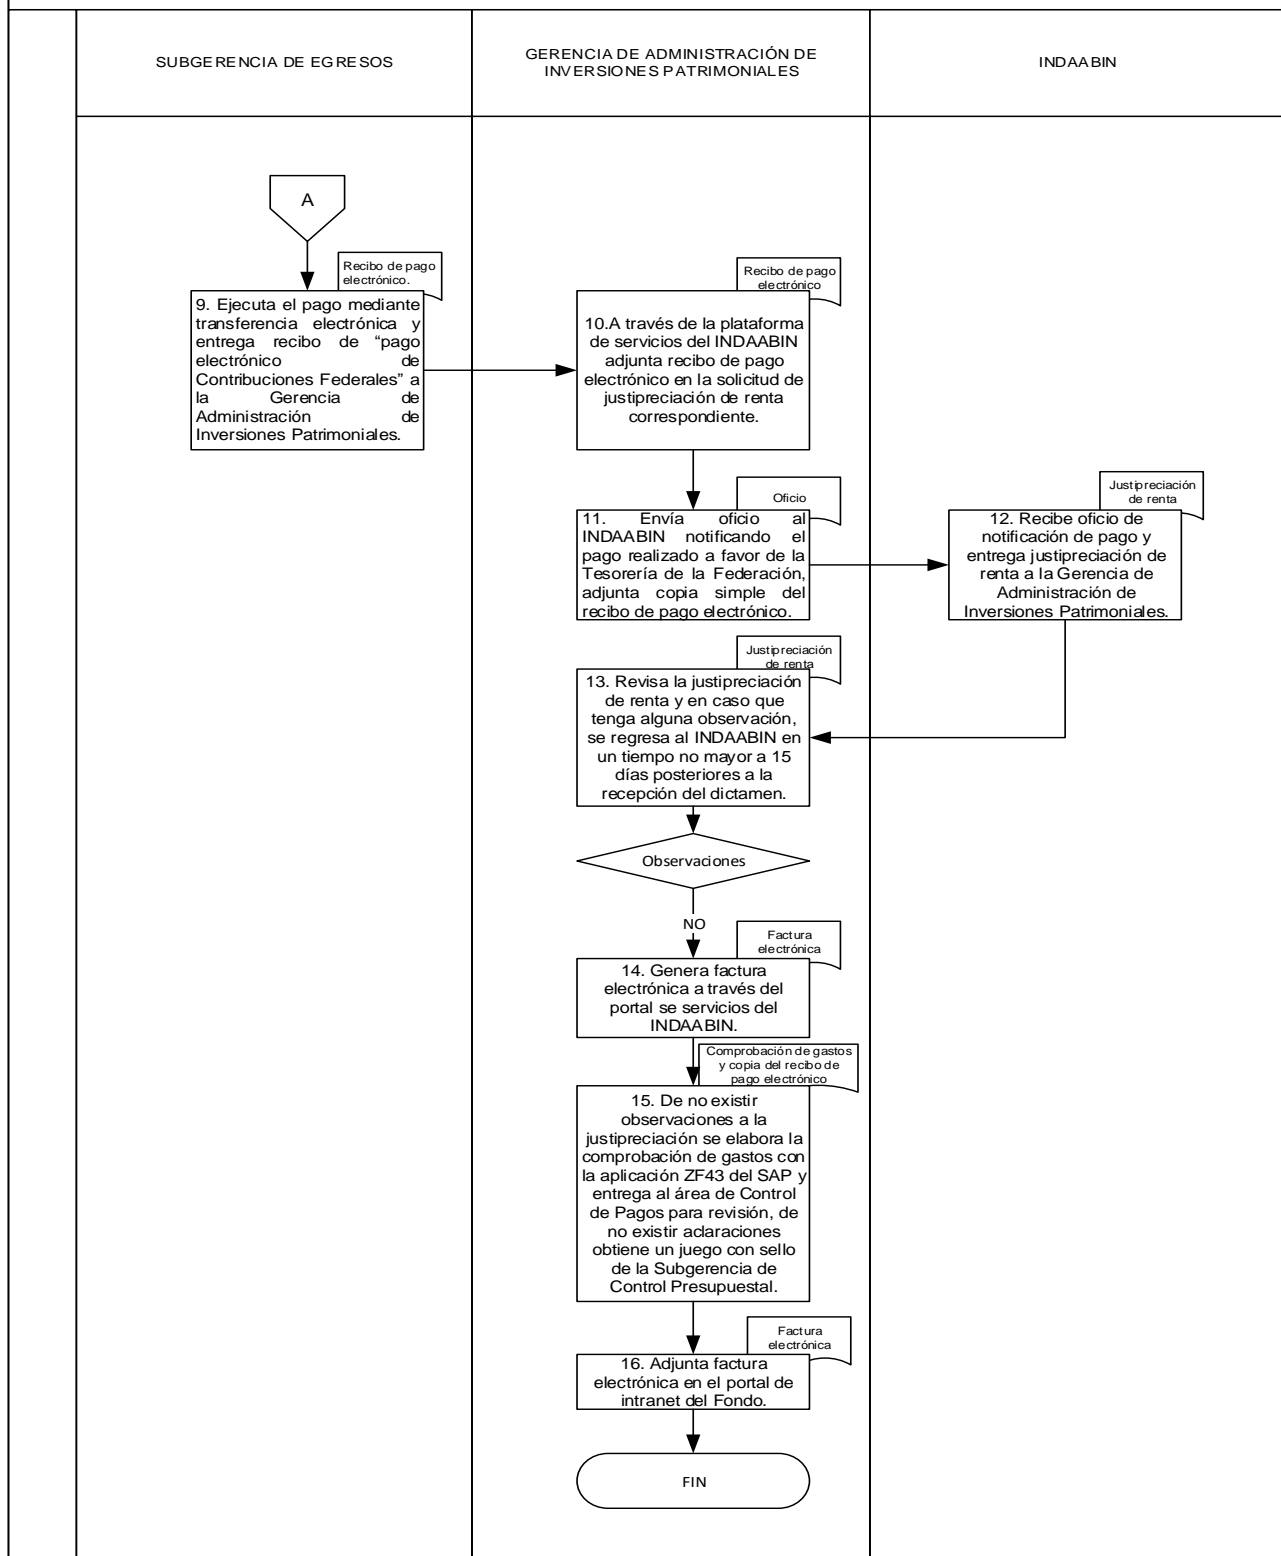 SUBGERENCIA DE EGRESOS
GERENCIA DE ADMINISTRACIÓN DE
INVERSIONES PATRIMONIALES
INDAABIN
A
Recibo de pago
electrónico.
9. Ejecuta el pago mediante
transferencia electrónica y
entrega recibo de “pago
electrónico de
Contribuciones Federales” a
la Gerencia de
Administración de
Inversiones Patrimoniales.
Recibo de pago
electrónico
10.A través de la plataforma
de servicios del INDAABIN
adjunta recibo de pago
electrónico en la solicitud de
justipreciación de renta
correspondiente.
Oficio
11. Envía oficio al
INDAABIN notificando el
pago realizado a favor de la
Tesorería de la Federación,
adjunta copia simple del
recibo de pago electrónico.
Justipreciación
de renta
12. Recibe oficio de
notificación de pago y
entrega justipreciación de
renta a la Gerencia de
Administración de
Inversiones Patrimoniales.
Justipreciación
de renta
13. Revisa la justipreciación
de renta y en caso que
tenga alguna observación,
se regresa al INDAABIN en
un tiempo no mayor a 15
días posteriores a la
recepción del dictamen.
Observaciones
NO
Factura
electrónica
14. Genera factura
electrónica a través del
portal se servicios del
INDAABIN.
Comprobación de gastos
y copia del recibo de
pago electrónico
15. De no existir
observaciones a la
justipreciación se elabora la
comprobación de gastos con
la aplicación ZF43 del SAP y
entrega al área de Control
de Pagos para revisión, de
no existir aclaraciones
obtiene un juego con sello
de la Subgerencia de
Control Presupuestal.
Factura
electrónica
16. Adjunta factura
electrónica en el portal de
intranet del Fondo.
FIN